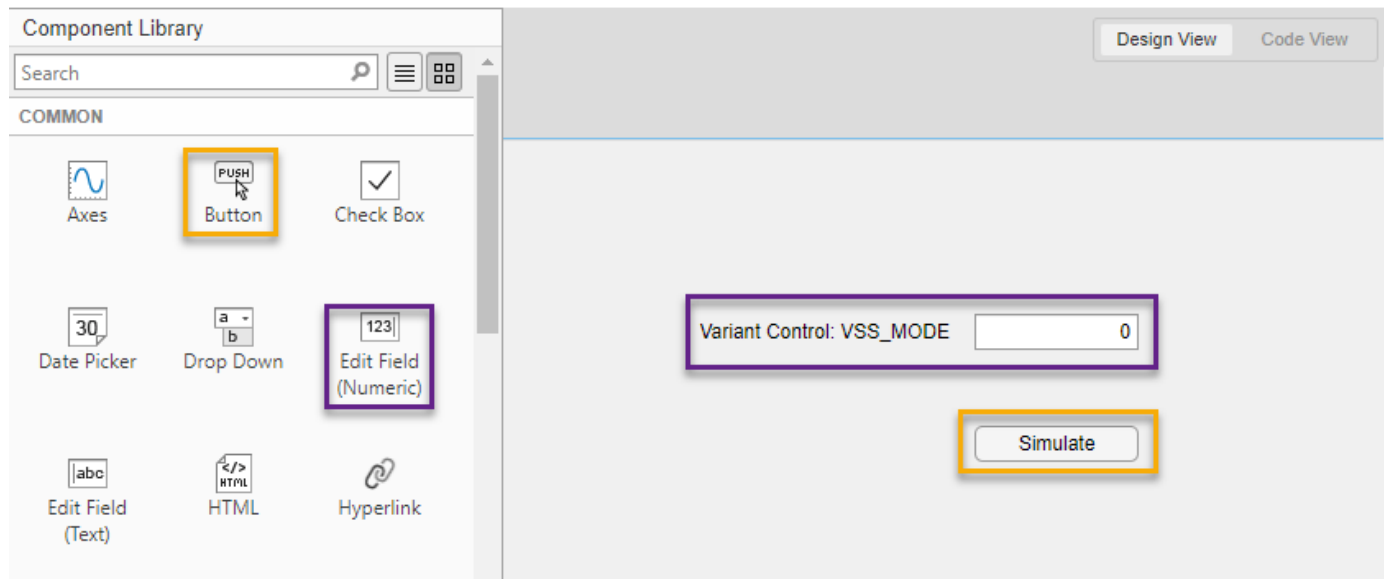 Component Library
Design View
Code View
Search
COMMON
PUSH
Axes
Button
Check Box
30
a
b
123
Date Picker
Drop Down
Edit Field
(Numeric)
Variant Control: VSS_MODE
0
Simulate
abc
</>
HTML
Edit Field
(Text)
HTML
Hyperlink